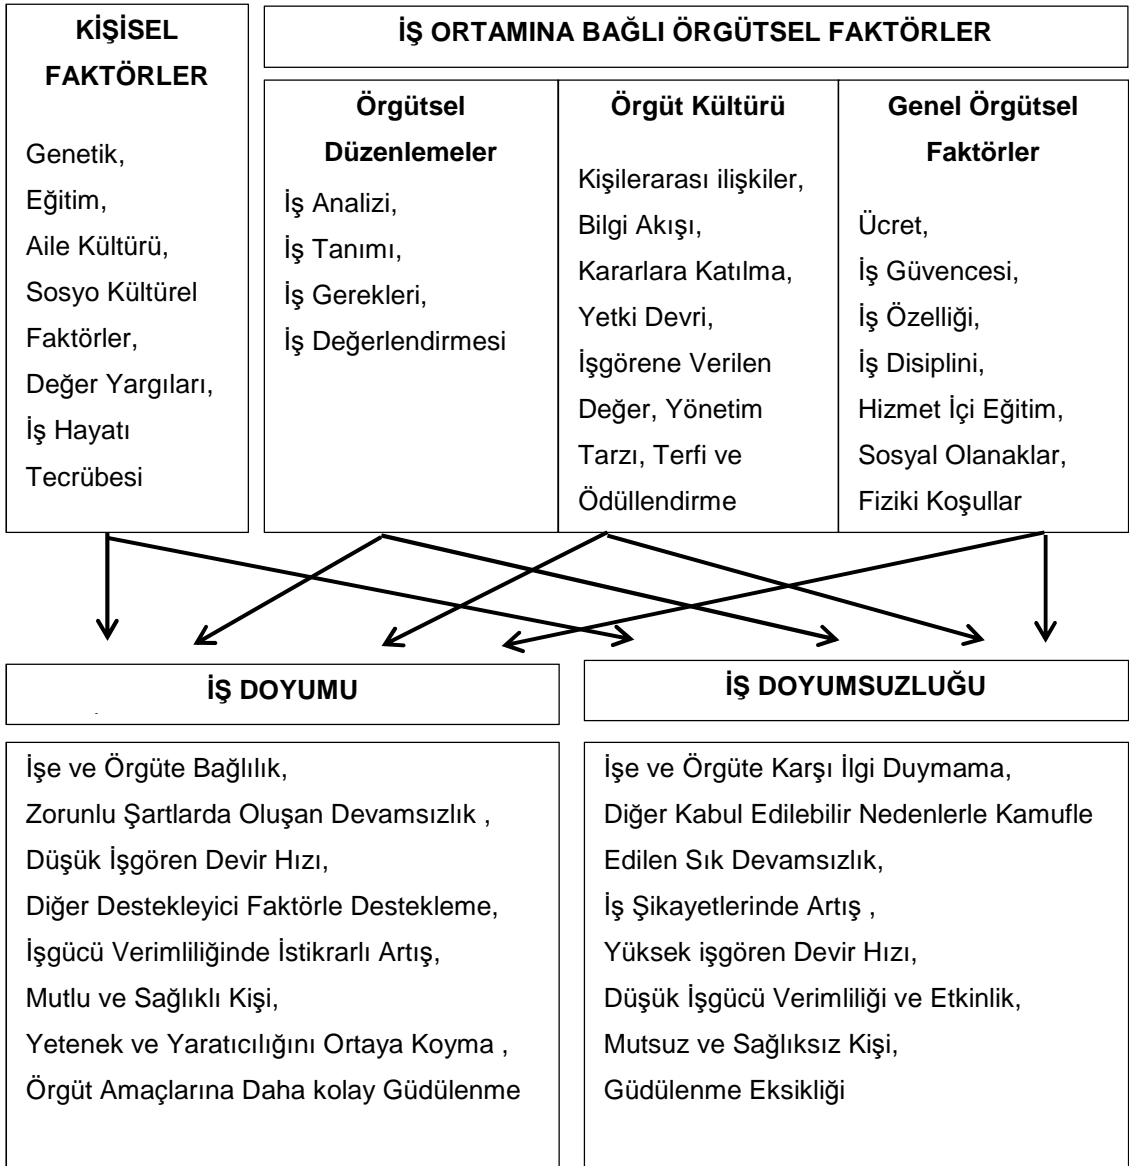 KİŞİSEL
FAKTÖRLER
Genetik,
Eğitim,
Aile Kültürü,
Sosyo Kültürel
Faktörler,
Değer Yargıları,
İş Hayatı
Tecrübesi
İŞ ORTAMINA BAĞLI ÖRGÜTSEL FAKTÖRLER
Örgütsel
Düzenlemeler
İş Analizi,
İş Tanımı,
İş Gerekleri,
İş Değerlendirmesi
Örgüt Kültürü
Kişilerarası ilişkiler,
Bilgi Akışı,
Kararlara Katılma,
Yetki Devri,
İşgörene Verilen
Değer, Yönetim
Tarzı, Terfi ve
Ödüllendirme
Genel Örgütsel
Faktörler
Ücret,
İş Güvencesi,
İş Özelliği,
İş Disiplini,
Hizmet İçi Eğitim,
Sosyal Olanaklar,
Fiziki Koşullar
İŞ DOYUMU
İşe ve Örgüte Bağlılık,
Zorunlu Şartlarda Oluşan Devamsızlık ,
Düşük İşgören Devir Hızı,
Diğer Destekleyici Faktörle Destekleme,
İşgücü Verimliliğinde İstikrarlı Artış,
Mutlu ve Sağlıklı Kişi,
Yetenek ve Yaratıcılığını Ortaya Koyma ,
Örgüt Amaçlarına Daha kolay Güdülenme
İŞ DOYUMSUZLUĞU
İşe ve Örgüte Karşı İlgi Duymama,
Diğer Kabul Edilebilir Nedenlerle Kamufle
Edilen Sık Devamsızlık,
İş Şikayetlerinde Artış ,
Yüksek işgören Devir Hızı,
Düşük İşgücü Verimliliği ve Etkinlik,
Mutsuz ve Sağlıksız Kişi,
Güdülenme Eksikliği